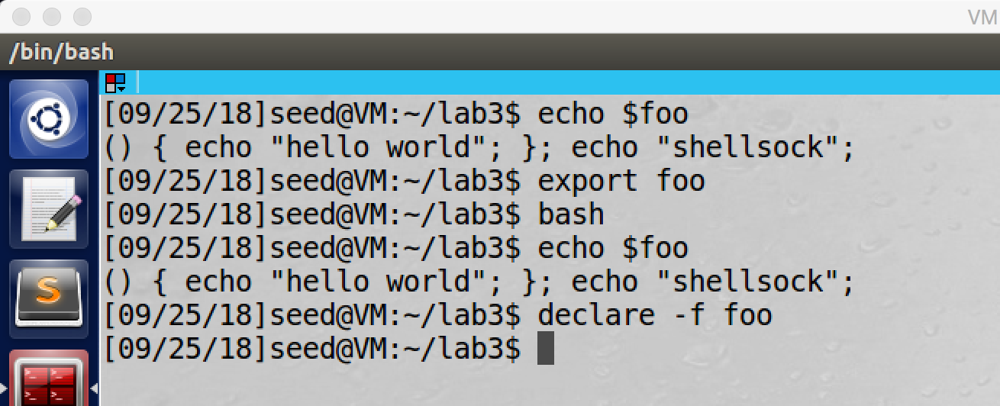 VM
/bin/bash
[09/25/18]seed@VM:~/lab3$ echo $foo
() { echo "hello world"; }; echo "shellsock";
[09/25/18]seed@VM:~/lab3$ export foo
[09/25/18]seed@VM:~/lab3$ bash
[09/25/18]seed@VM:~/lab3$ echo $foo
() { echo "hello world"; }; echo "shellsock";
[09/25/18]seed@VM:~/lab3$ declare -f foo
[09/25/18]seed@VM:~/lab3$